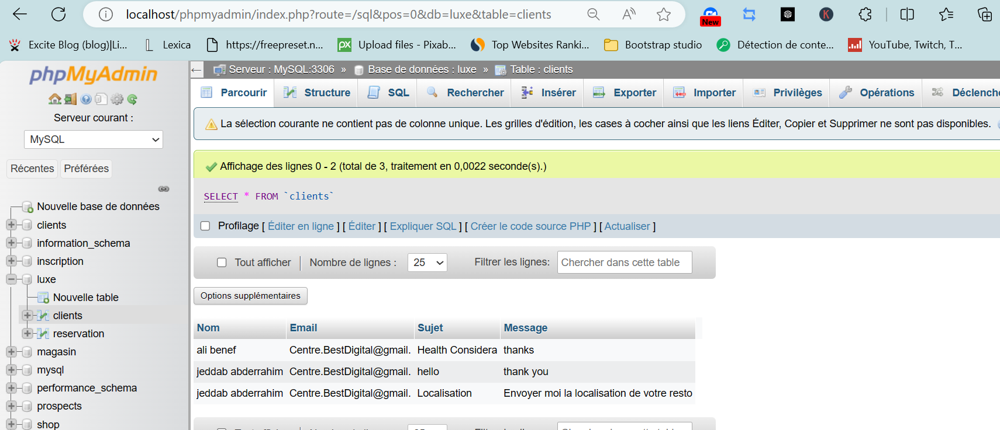 localhost/phpmyadmin/index.php?route=/sql&pos=0&db=luxe&table=clients
New
K
Excite Blog (blog)|Li...
Lexica
https://freepreset.n...
px Upload files - Pixab...
Top Websites Ranki...
Bootstrap studio
Détection de conte...
YouTube, Twitch, T...
phpMyAdmin
Serveur courant :
MySQL
Récentes Préférées
Nouvelle base de données
clients
information_schema
inscription
luxe
Nouvelle table
clients
reservation
magasin
mysql
performance_schema
prospects
shop
Serveur : MySQL:3306 » Base de données : luxe » Table : clients
Parcourir Structure SQL Rechercher Insérer Exporter Importer Privilèges Opérations Déclenche
La sélection courante ne contient pas de colonne unique. Les grilles d'édition, les cases à cocher ainsi que les liens Éditer, Copier et Supprimer ne sont pas disponibles.
Affichage des lignes 0 - 2 (total de 3, traitement en 0,0022 seconde(s).)
SELECT * FROM `clients`
Profilage [ Éditer en ligne ] [ Éditer ] [ Expliquer SQL ] [ Créer le code source PHP ] [ Actualiser ]
Tout afficher | Nombre de lignes : 25 Filtrer les lignes: Chercher dans cette table
Options supplémentaires
Nom Email Sujet Message
ali benef Centre.BestDigital@gmail. Health Considera thanks
jeddab abderrahim Centre.BestDigital@gmail. hello thank you
jeddab abderrahim Centre.BestDigital@gmail. Localisation Envoyer moi la localisation de votre resto